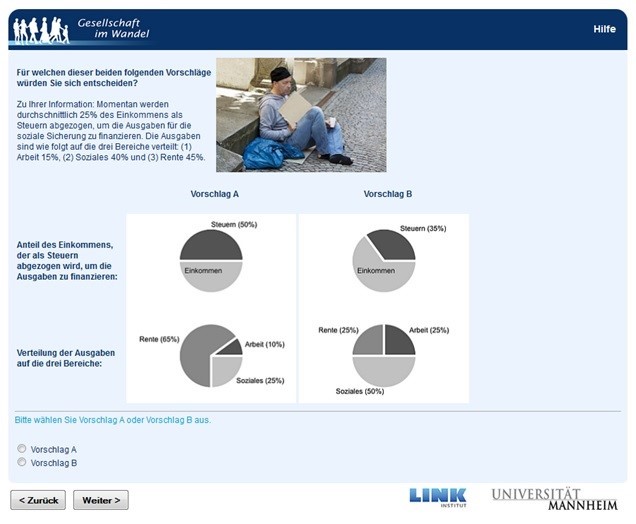 Gesellschaft
im Wandel
Hilfe
Für welchen dieser beiden folgenden Vorschläge
würden Sie sich entscheiden?
Zu Ihrer Information: Momentan werden
durchschnittlich 25% des Einkommens als
Steuern abgezogen, um die Ausgaben für die
soziale Sicherung zu finanzieren. Die Ausgaben
sind wie folgt auf die drei Bereiche verteilt: (1)
Arbeit 15%, (2) Soziales 40% und (3) Rente 45%.
Vorschlag A
Vorschlag B
Anteil des Einkommens,
der als Steuern
abgezogen wird, um die
Ausgaben zu finanzieren:
Steuern (50%)
Einkommen
Steuern (35%)
Einkommen
Verteilung der Ausgaben
auf die drei Bereiche:
Rente (65%)
Arbeit (10%)
Soziales (25%)
Rente (25%)
Arbeit (25%)
Soziales (50%)
Bitte wählen Sie Vorschlag A oder Vorschlag B aus.
Vorschlag A
Vorschlag B
< Zurück
Weiter >
LINK
INSTITUT
UNIVERSITÄT
MANNHEIM